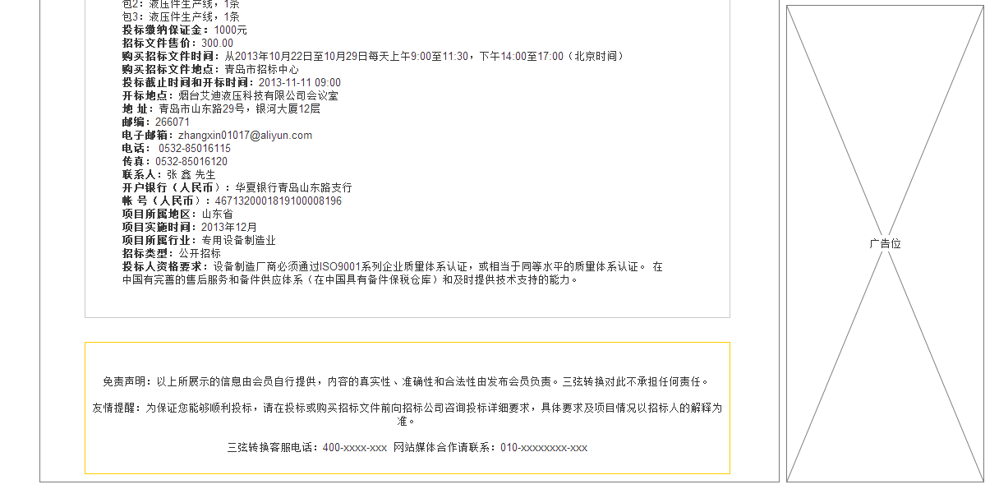 包2：液压件生产线，1条
包3：液压件生产线，1条
投标缴纳保证金：1000元
招标文件售价：300.00
购买招标文件时间：从2013年10月22日至10月29日每天上午9:00至11:30，下午14:00至17:00（北京时间）
购买招标文件地点：青岛市招标中心
投标截止时间和开标时间：2013-11-11 09:00
开标地点：烟台艾迪液压科技有限公司会议室
地 址：青岛市山东路29号，银河大厦12层
邮编：266071
电子邮箱：zhangxin01017@aliyun.com
电话： 0532-85016115
传真：0532-85016120
联系人：张 鑫 先生
开户银行（人民币）：华夏银行青岛山东路支行
帐 号（人民币）：4671320001819100008196
项目所属地区：山东省
项目实施时间：2013年12月
项目所属行业：专用设备制造业
招标类型：公开招标
投标人资格要求：设备制造厂商必须通过ISO9001系列企业质量体系认证，或相当于同等水平的质量体系认证。 在
中国有完善的售后服务和备件供应体系（在中国具有备件保税仓库）和及时提供技术支持的能力。
免责声明：以上所展示的信息由会员自行提供，内容的真实性、准确性和合法性由发布会员负责。三弦转换对此不承担任何责任。
友情提醒：为保证您能够顺利投标，请在投标或购买招标文件前向招标公司咨询投标详细要求，具体要求及项目情况以招标人的解释为
准。
三弦转换客服电话：400-xxxx-xxx 网站媒体合作请联系：010-xxxxxxxx-xxx
广告位